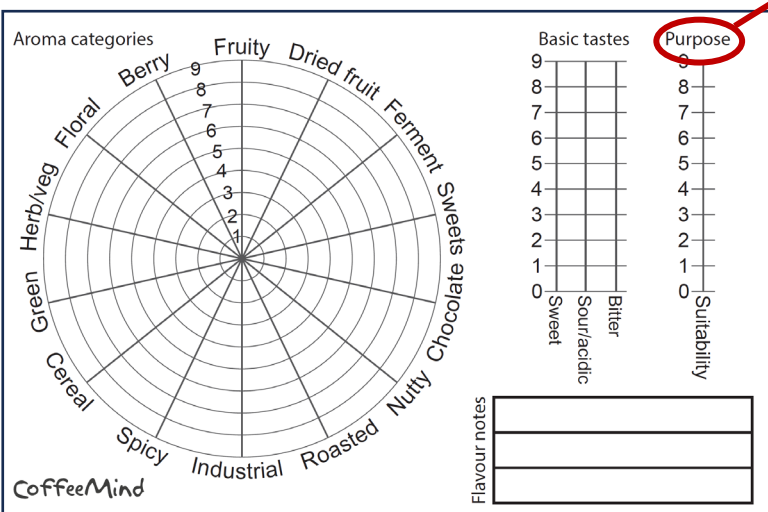 Aroma categories
Fruity
Dried fruit
Ferment
Sweets
Chocolate
Nutty
Roasted
Industrial
Spicy
Cereal
Green
Herb/veg
Floral
Berry
9
8
7
6
5
4
3
2
1
Basic tastes
9
8
7
6
5
4
3
2
1
0
Sweet
Sour/acidic
Bitter
Purpose
9
8
7
6
5
4
3
2
1
0
Suitability
Flavour notes
CoffeeMind